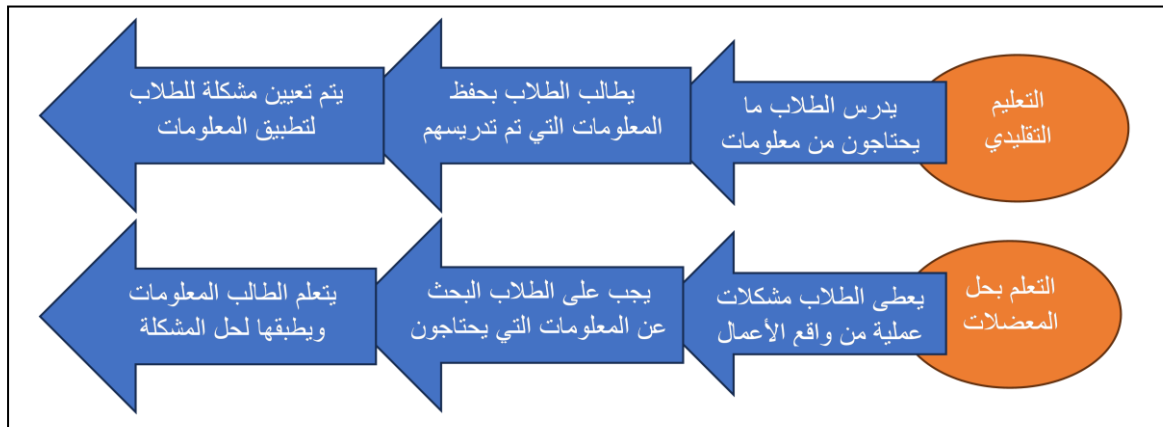 التعليم
التقليدي
يدرس الطلاب ما
يحتاجون من معلومات
يطالب الطلاب بحفظ
المعلومات التي تم تدريسهم
يتم تعيين مشكلة للطلاب
لتطبيق المعلومات
التعلم بحل
المعضلات
يعطى الطلاب مشكلات
عملية من واقع الأعمال
يجب على الطلاب البحث
عن المعلومات التي يحتاجون
يتعلم الطالب المعلومات
ويطبقها لحل المشكلة